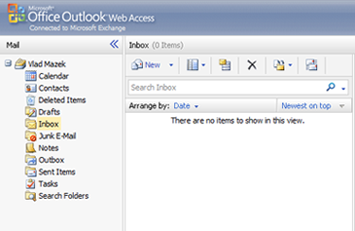 Microsoft
Office Outlook Web Access
Connected to Microsoft Exchange
Mail
Vlad Mazek
Calendar
Contacts
Deleted Items
Drafts
Inbox
Junk E-Mail
Notes
Outbox
Sent Items
Tasks
Search Folders
Inbox (0 Items)
New
Search Inbox
Arrange by: Date
Newest on top
There are no items to show in this view.